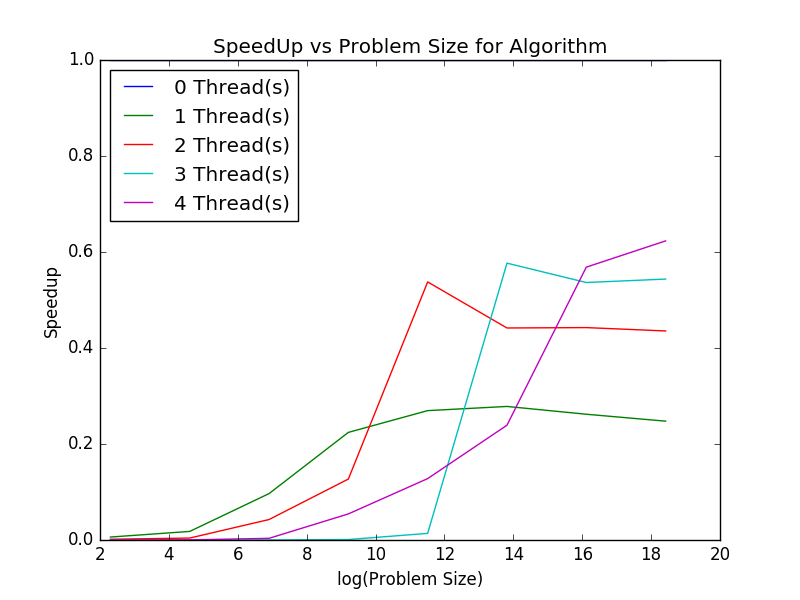 SpeedUp vs Problem Size for Algorithm
1.0
0.8
0.6
0.4
0.2
0.0
Speedup
0 Thread(s)
1 Thread(s)
2 Thread(s)
3 Thread(s)
4 Thread(s)
2 4 6 8 10 12 14 16 18 20
log(Problem Size)